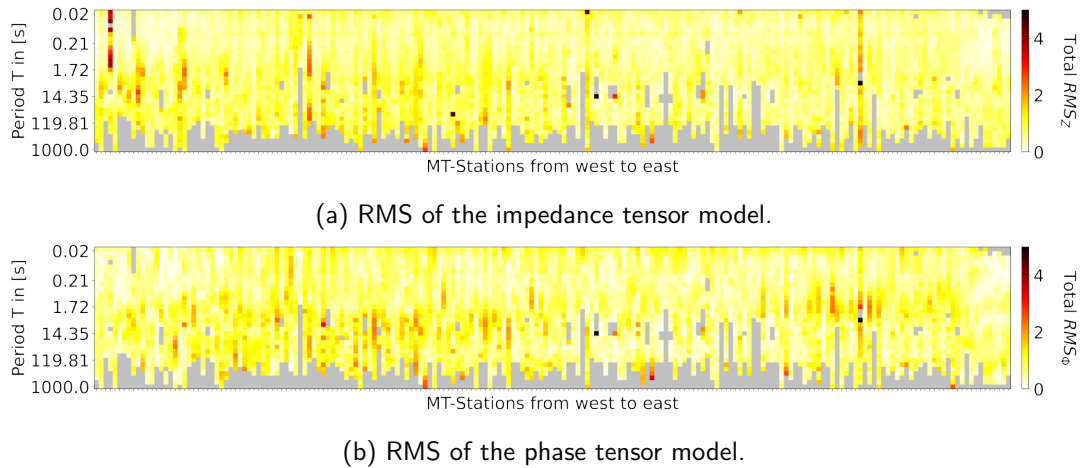 0.02
0.21
1.72
14.35
119.81
1000.0
Period T in [s]
MT-Stations from west to east
4
2
0
Total RMS_Z
(a) RMS of the impedance tensor model.
0.02
0.21
1.72
14.35
119.81
1000.0
Period T in [s]
MT-Stations from west to east
4
2
0
Total RMS_Φ
(b) RMS of the phase tensor model.